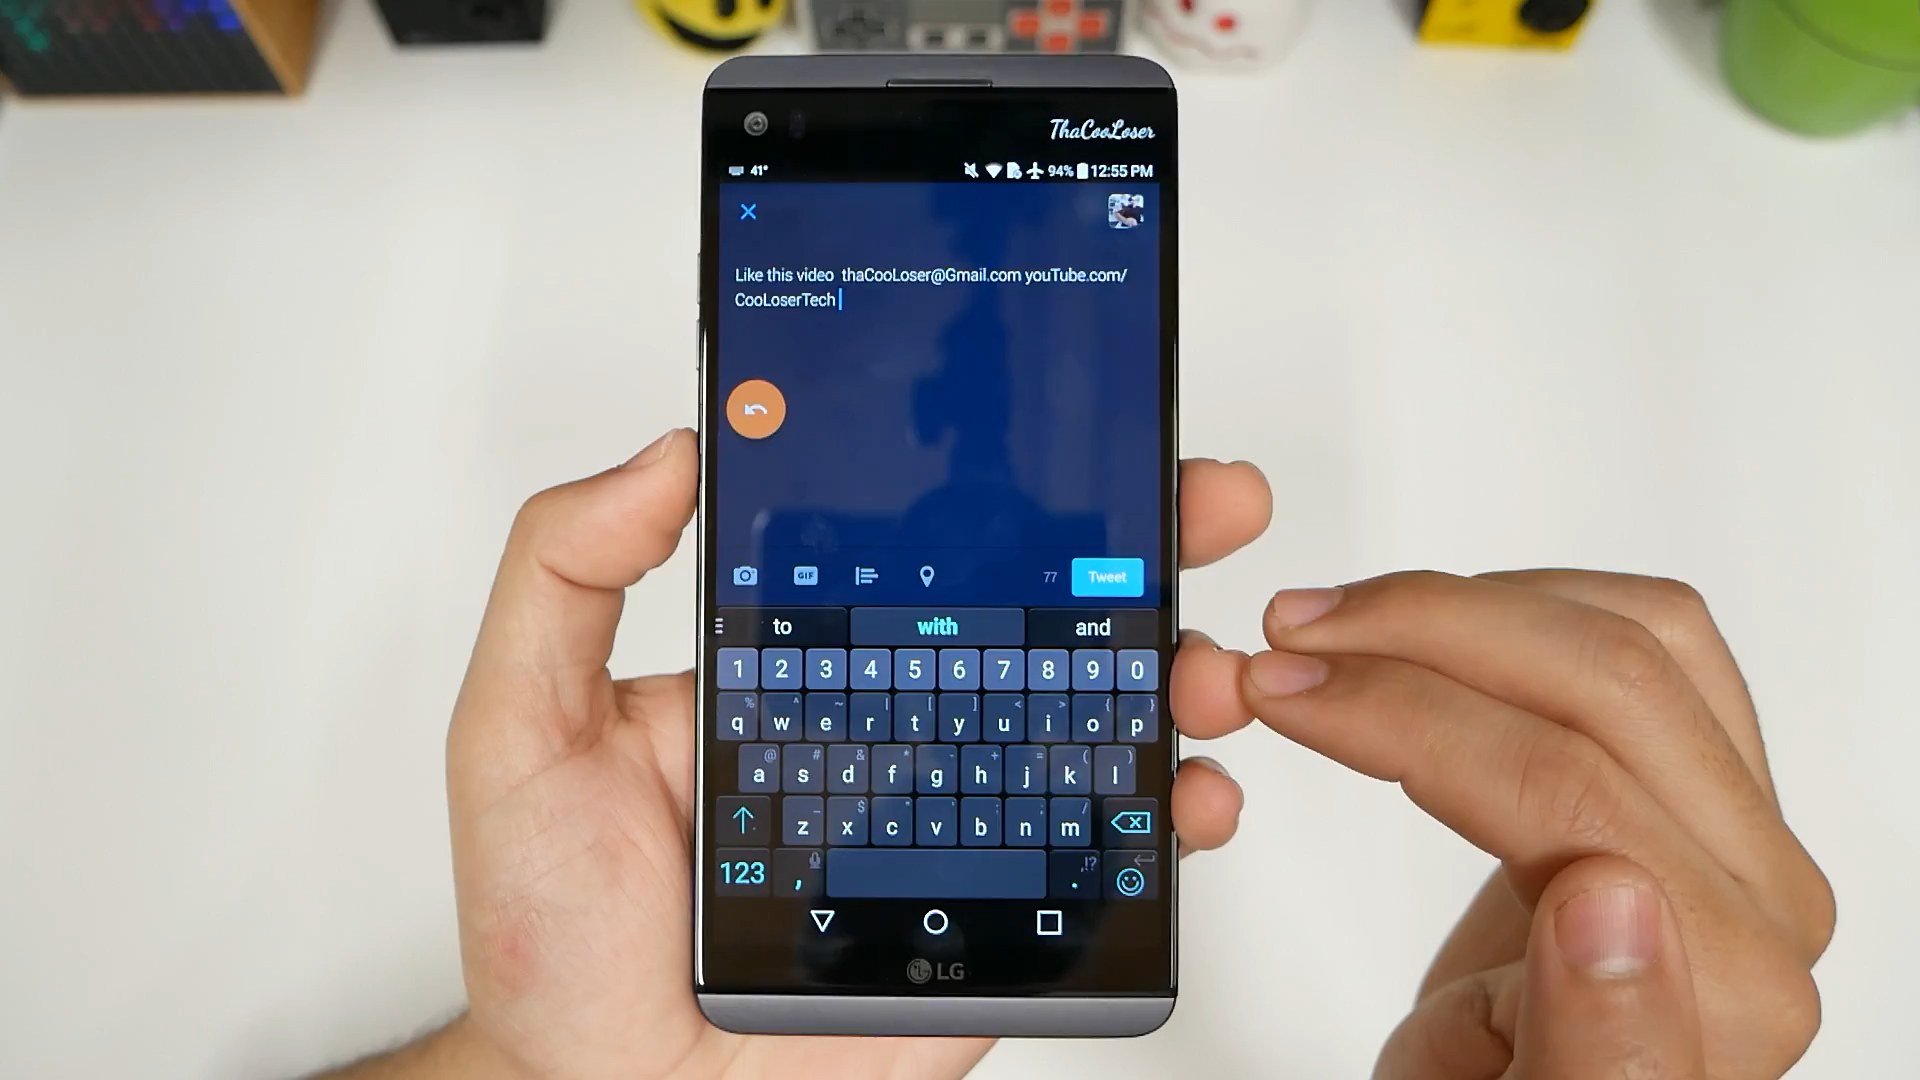 ThaCooLoser
41° 94% 12:55 PM
Like this video  thaCooLoser@Gmail.com youTube.com/
CooLoserTech
GIF 77 Tweet
to with and
1 2 3 4 5 6 7 8 9 0
% ^ ~ | [ ] < > { }
q w e r t y u i o p
@ # & * - + = ( )
a s d f g h j k l
_ $ " ' : ; /
z x c v b n m
123 , . ,!?
LG